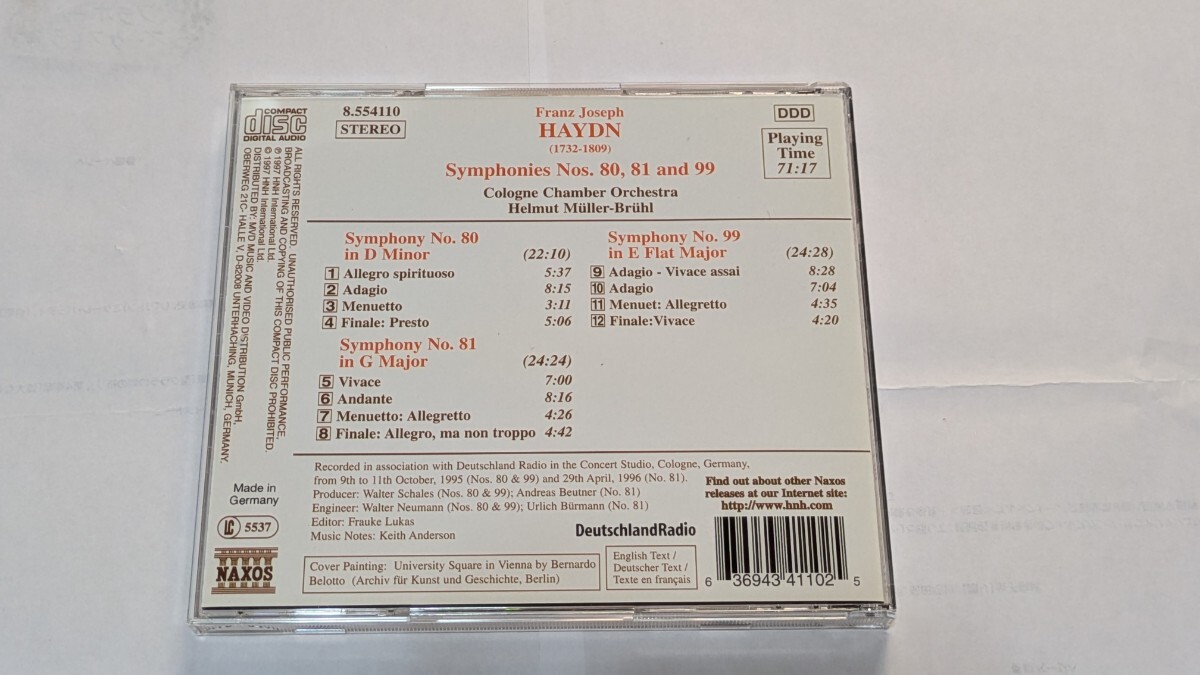 COMPACT
disc
DIGITAL AUDIO
8.554110
STEREO
Franz Joseph
HAYDN
(1732-1809)
Symphonies Nos. 80, 81 and 99
Cologne Chamber Orchestra
Helmut Müller-Brühl
DDD
Playing
Time
71:17
ALL RIGHTS RESERVED. UNAUTHORISED PUBLIC PERFORMANCE,
BROADCASTING AND COPYING OF THIS COMPACT DISC PROHIBITED.
℗ 1997 HNH International Ltd.
© 1997 HNH International Ltd.
DISTRIBUTED BY: MVD MUSIC AND VIDEO DISTRIBUTION GmbH,
OBERWEG 21C- HALLE V, D-82008 UNTERHACHING, MUNICH, GERMANY.
Symphony No. 80
in D Minor (22:10)
1 Allegro spirituoso 5:37
2 Adagio 8:15
3 Menuetto 3:11
4 Finale: Presto 5:06
Symphony No. 81
in G Major (24:24)
5 Vivace 7:00
6 Andante 8:16
7 Menuetto: Allegretto 4:26
8 Finale: Allegro, ma non troppo 4:42
Symphony No. 99
in E Flat Major (24:28)
9 Adagio - Vivace assai 8:28
10 Adagio 7:04
11 Menuet: Allegretto 4:35
12 Finale:Vivace 4:20
Made in
Germany
LC 5537
NAXOS
Recorded in association with Deutschland Radio in the Concert Studio, Cologne, Germany,
from 9th to 11th October, 1995 (Nos. 80 & 99) and 29th April, 1996 (No. 81).
Producer: Walter Schales (Nos. 80 & 99); Andreas Beutner (No. 81)
Engineer: Walter Neumann (Nos. 80 & 99); Urlich Bürmann (No. 81)
Editor: Frauke Lukas
Music Notes: Keith Anderson
DeutschlandRadio
Find out about other Naxos
releases at our Internet site:
http://www.hnh.com
Cover Painting: University Square in Vienna by Bernardo
Belotto (Archiv für Kunst und Geschichte, Berlin)
English Text /
Deutscher Text /
Texte en français
6 36943 41102 5